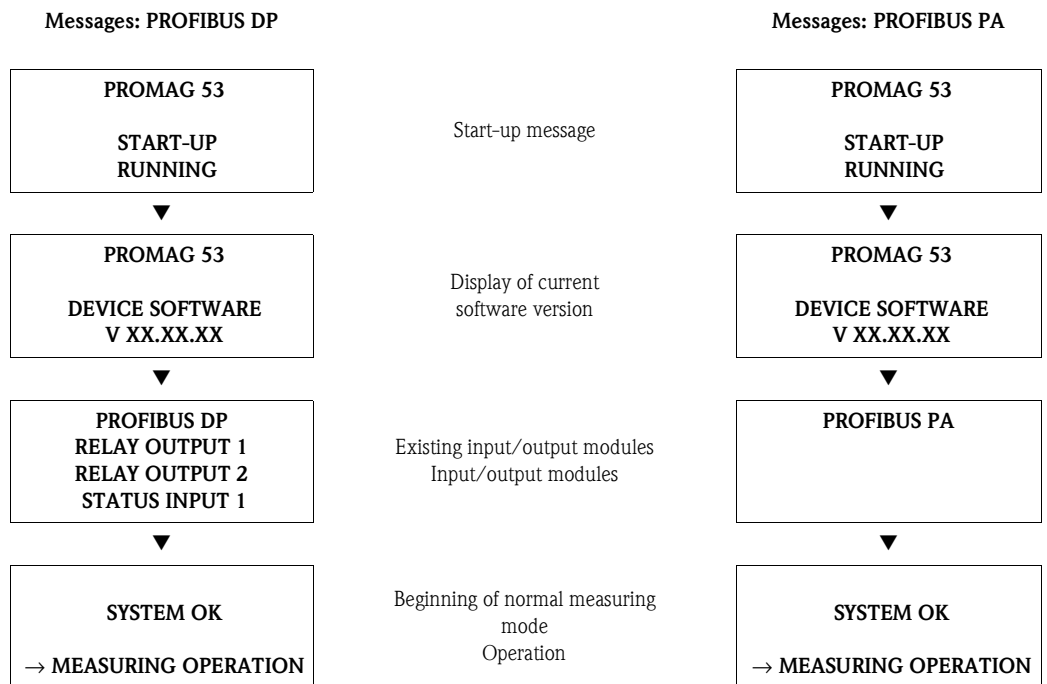 Messages: PROFIBUS DP
Messages: PROFIBUS PA
PROMAG 53
START-UP
RUNNING
Start-up message
PROMAG 53
START-UP
RUNNING
▼
▼
PROMAG 53
DEVICE SOFTWARE
V XX.XX.XX
Display of current
software version
PROMAG 53
DEVICE SOFTWARE
V XX.XX.XX
▼
▼
PROFIBUS DP
RELAY OUTPUT 1
RELAY OUTPUT 2
STATUS INPUT 1
Existing input/output modules
Input/output modules
PROFIBUS PA
▼
▼
SYSTEM OK
→ MEASURING OPERATION
Beginning of normal measuring
mode
Operation
SYSTEM OK
→ MEASURING OPERATION